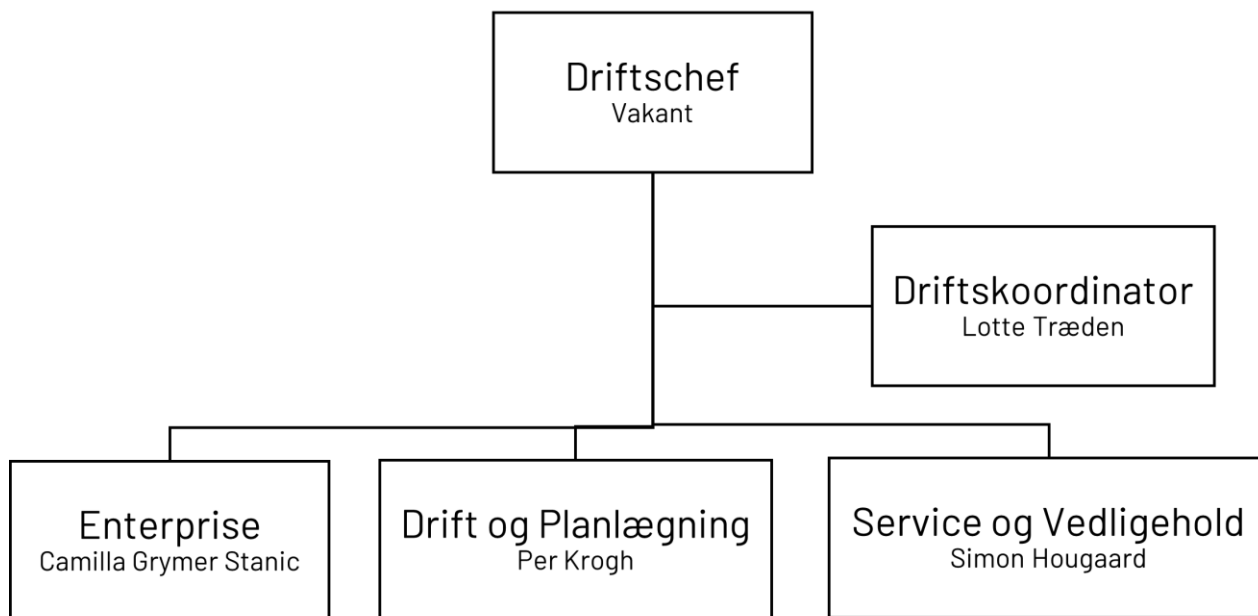 Driftschef
Vakant
Driftskoordinator
Lotte Træden
Enterprise
Camilla Grymer Stanic
Drift og Planlægning
Per Krogh
Service og Vedligehold
Simon Hougaard